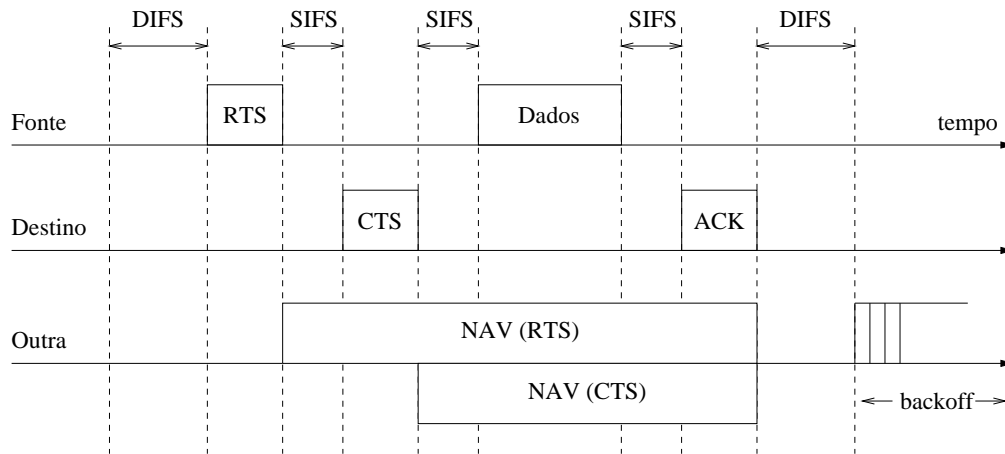 DIFS SIFS SIFS SIFS DIFS
RTS Dados
Fonte tempo
CTS ACK
Destino
NAV (RTS)
Outra
NAV (CTS)
backoff